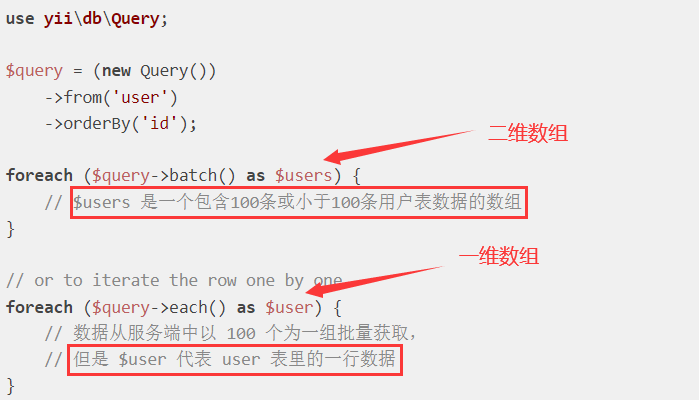 use yii\db\Query;
$query = (new Query())
->from('user')
->orderBy('id');
二维数组
foreach ($query->batch() as $users) {
// $users 是一个包含100条或小于100条用户表数据的数组
}
一维数组
// or to iterate the row one by one
foreach ($query->each() as $user) {
// 数据从服务端中以 100 个为一组批量获取，
// 但是 $user 代表 user 表里的一行数据
}